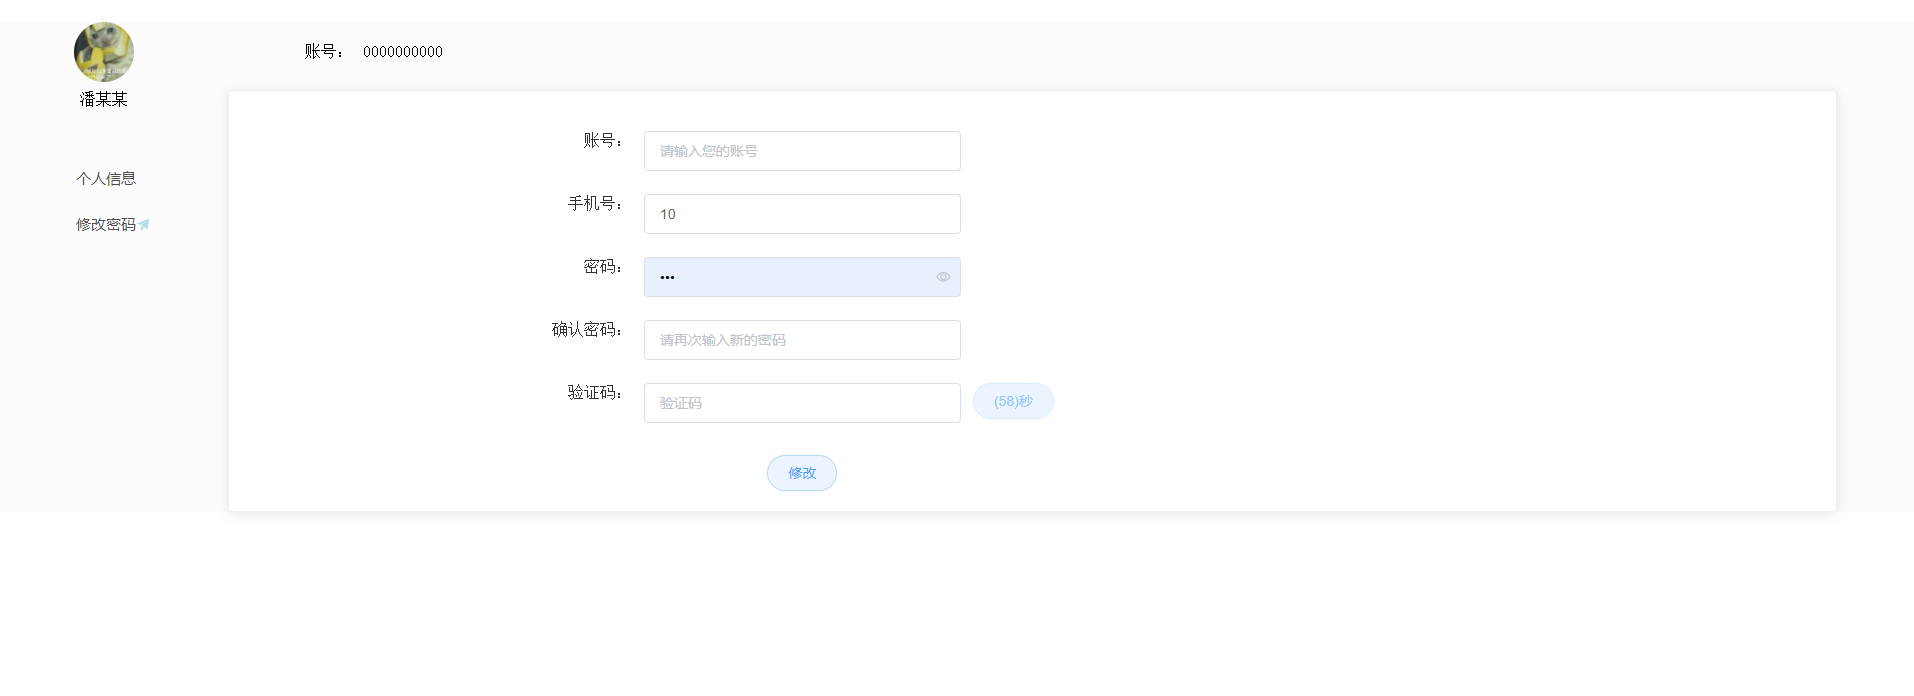 账号： 0000000000
潘某某
个人信息
修改密码
账号： 请输入您的账号
手机号： 10
密码： •••
确认密码： 请再次输入新的密码
验证码： 验证码 (58)秒
修改